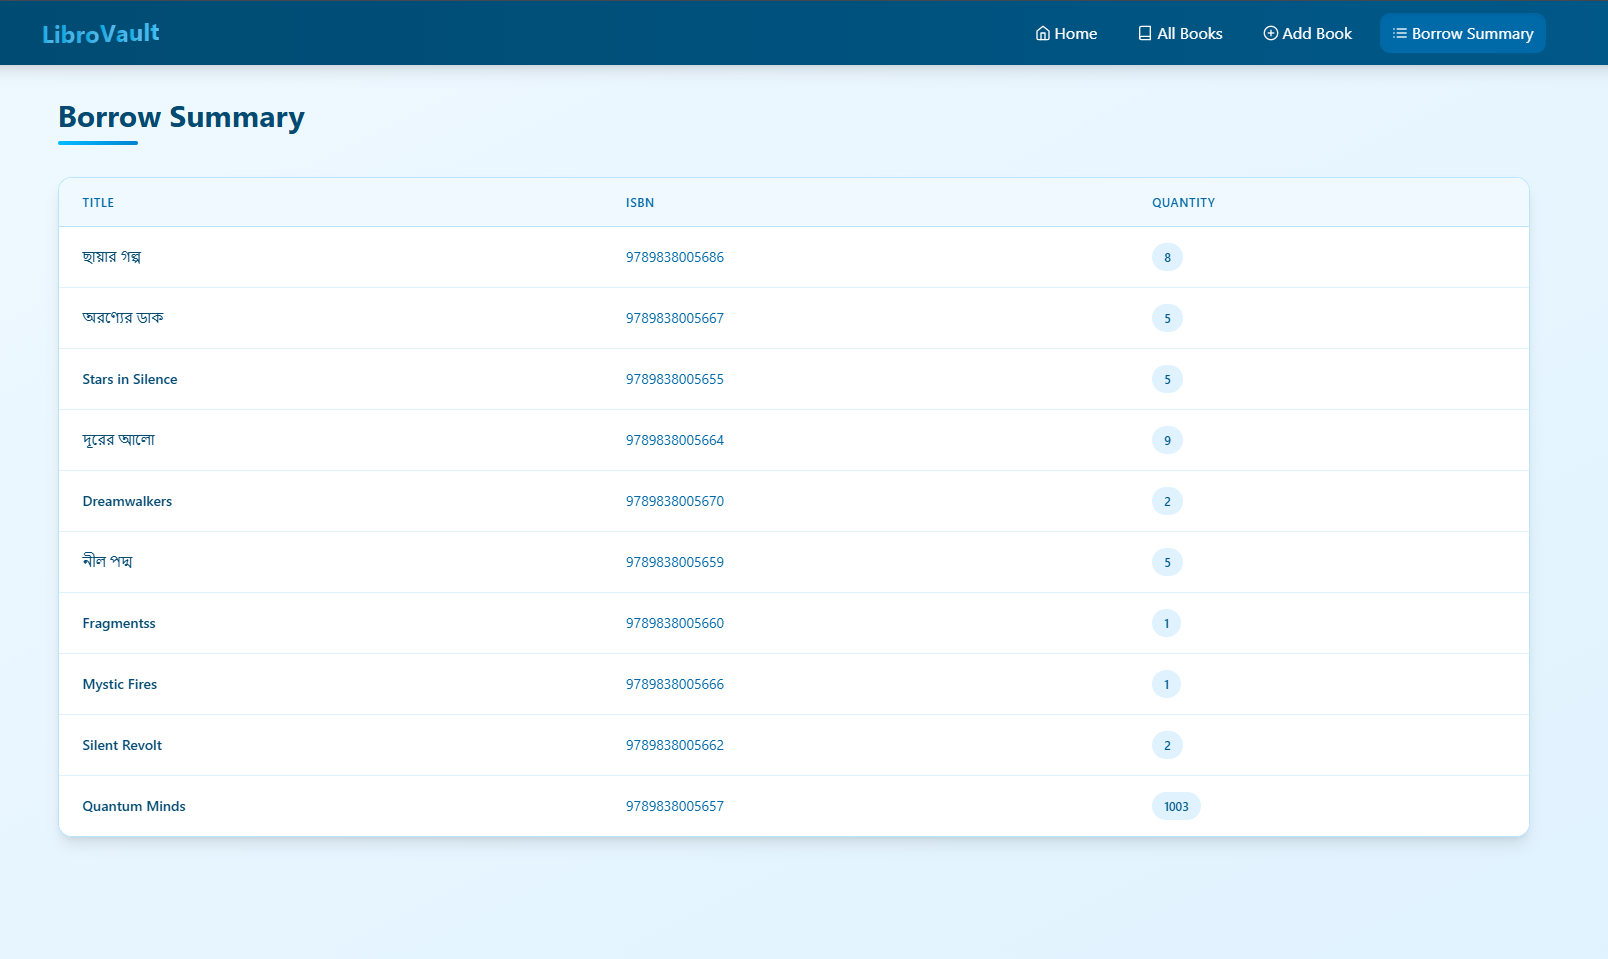 LibroVault
Home All Books Add Book Borrow Summary
Borrow Summary
TITLE ISBN QUANTITY
ছায়ার গল্প 9789838005686 8
অরণ্যের ডাক 9789838005667 5
Stars in Silence 9789838005655 5
দূরের আলো 9789838005664 9
Dreamwalkers 9789838005670 2
নীল পদ্ম 9789838005659 5
Fragmentss 9789838005660 1
Mystic Fires 9789838005666 1
Silent Revolt 9789838005662 2
Quantum Minds 9789838005657 1003